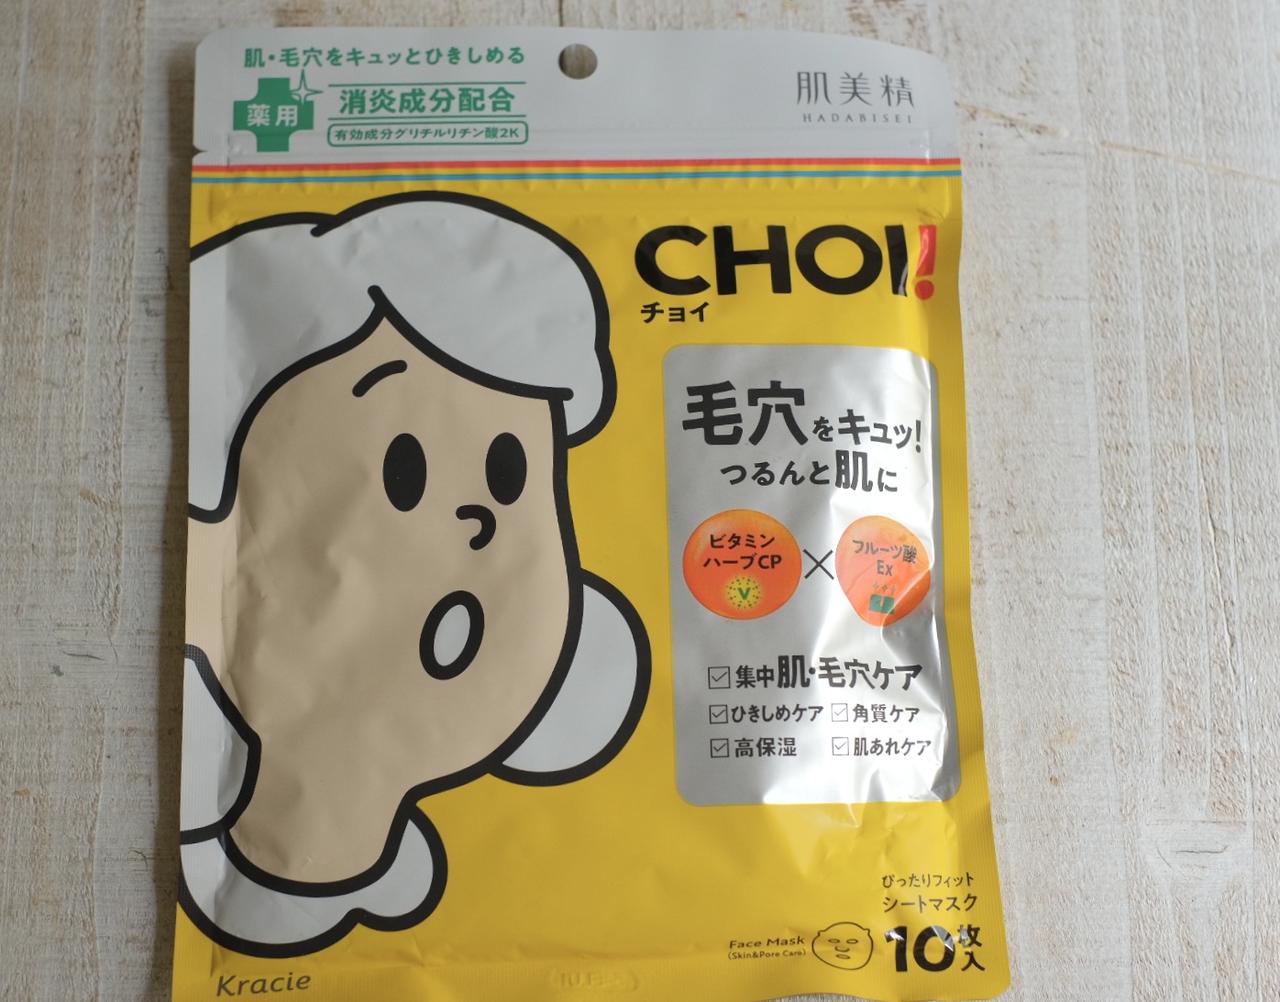 肌・毛穴をキュッとひきしめる
薬用
消炎成分配合
有効成分グリチルリチン酸2K
肌美精
HADABISEI
CHOI!
チョイ
毛穴をキュッ!
つるんと肌に
ビタミン
ハーブCP
V
×
フルーツ酸
Ex
集中肌・毛穴ケア
ひきしめケア
角質ケア
高保湿
肌あれケア
ぴったりフィット
シートマスク
Face Mask
(Skin&Pore Care)
10枚入
Kracie